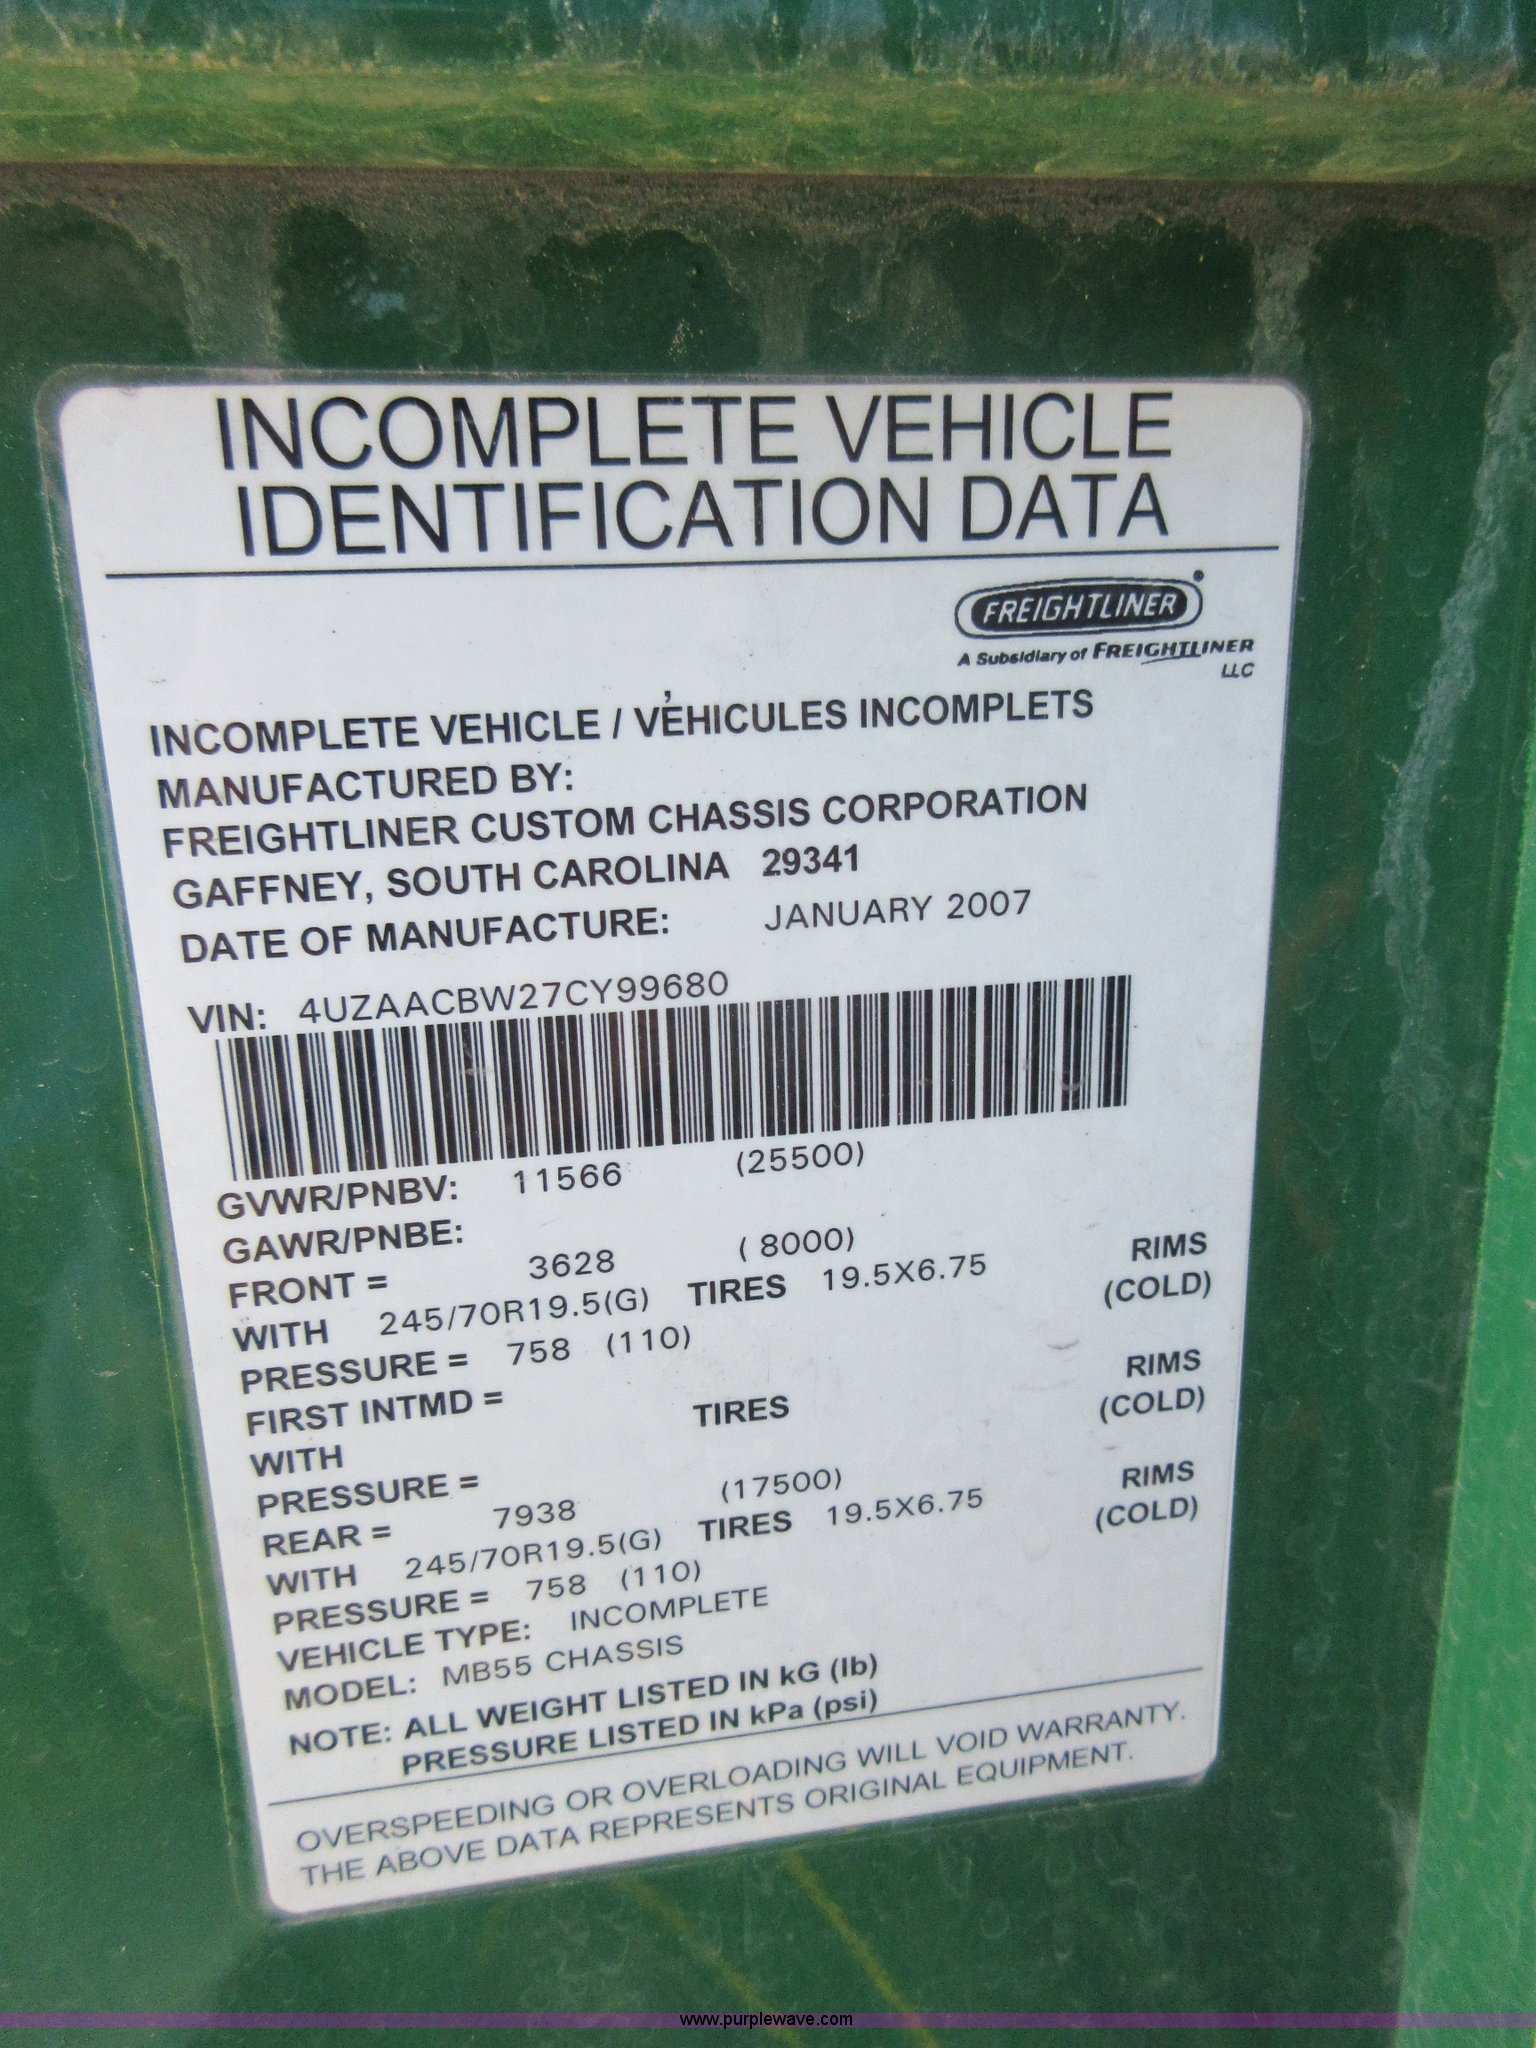 INCOMPLETE VEHICLE
IDENTIFICATION DATA
FREIGHTLINER
A Subsidiary of FREIGHTLINER
LLC
INCOMPLETE VEHICLE / VÉHICULES INCOMPLETS
MANUFACTURED BY:
FREIGHTLINER CUSTOM CHASSIS CORPORATION
GAFFNEY, SOUTH CAROLINA 29341
DATE OF MANUFACTURE: JANUARY 2007
VIN: 4UZAACBW27CY99680
GVWR/PNBV: 11566 (25500)
GAWR/PNBE:
FRONT = 3628 ( 8000)
WITH 245/70R19.5(G) TIRES 19.5X6.75 RIMS
PRESSURE = 758 (110) (COLD)
FIRST INTMD =
WITH TIRES RIMS
PRESSURE = (COLD)
REAR = 7938 (17500)
WITH 245/70R19.5(G) TIRES 19.5X6.75 RIMS
PRESSURE = 758 (110) (COLD)
VEHICLE TYPE: INCOMPLETE
MODEL: MB55 CHASSIS
NOTE: ALL WEIGHT LISTED IN kG (lb)
PRESSURE LISTED IN kPa (psi)
OVERSPEEDING OR OVERLOADING WILL VOID WARRANTY.
THE ABOVE DATA REPRESENTS ORIGINAL EQUIPMENT.
www.purplewave.com